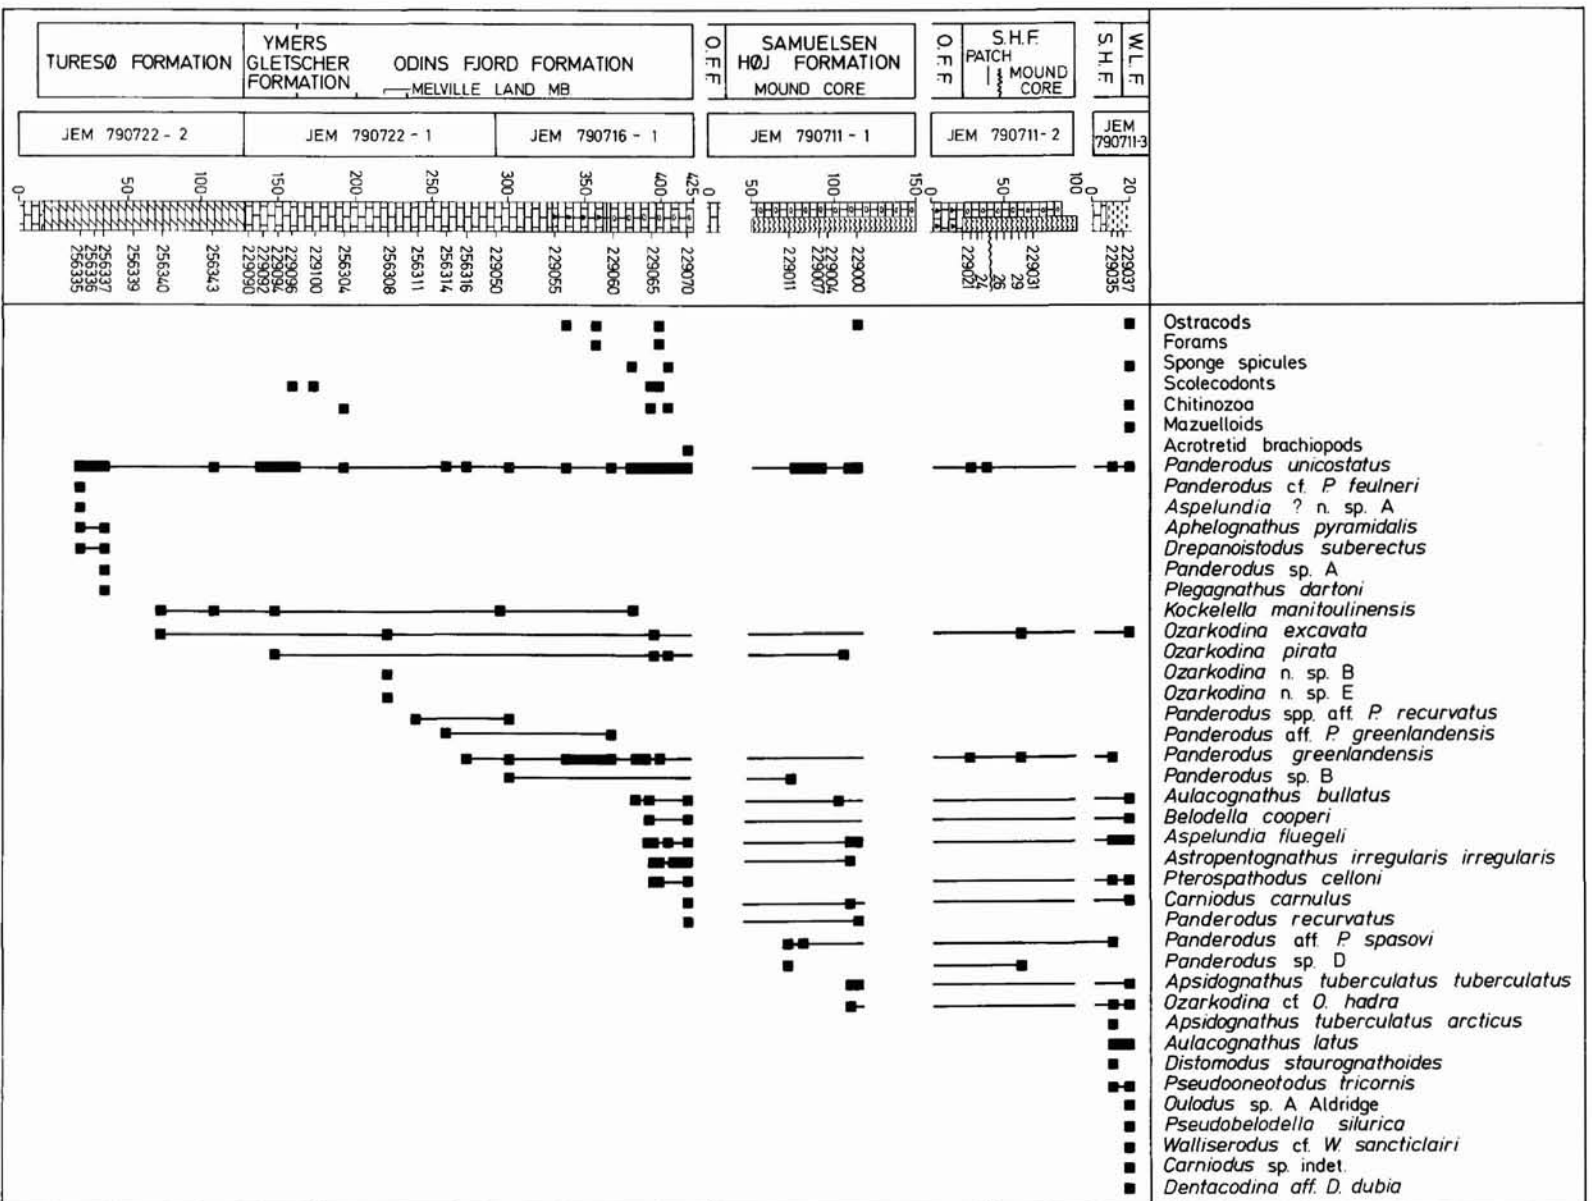 TURESØ FORMATION
YMERS
GLETSCHER
FORMATION
ODINS FJORD FORMATION
MELVILLE LAND MB
O.F.F.
SAMUELSEN
HØJ FORMATION
MOUND CORE
O.F.F.
S.H.F.
PATCH
MOUND
CORE
S.H.F.
W.L.F.
JEM 790722 - 2
JEM 790722 - 1
JEM 790716 - 1
JEM 790711 - 1
JEM 790711 - 2
JEM
790711-3
0 50 100 150 200 250 300 350 400 425
0 50 100 150
0 50 100
0 20
256335 256336 256337 256339 256340 256343 229090 229092 229094 229096 229100 256304 256308 256311 256314 256316 229050 229055 229060 229065 229070
229011 229007 229004 229000
229021 24 26 29 229031
229035 229037
Ostracods
Forams
Sponge spicules
Scolecodonts
Chitinozoa
Mazuelloids
Acrotretid brachiopods
Panderodus unicostatus
Panderodus cf. P. feulneri
Aspelundia ? n. sp. A
Aphelognathus pyramidalis
Drepanoistodus suberectus
Panderodus sp. A
Plegagnathus dartoni
Kockelella manitoulinensis
Ozarkodina excavata
Ozarkodina pirata
Ozarkodina n. sp. B
Ozarkodina n. sp. E
Panderodus spp. aff. P. recurvatus
Panderodus aff. P. greenlandensis
Panderodus greenlandensis
Panderodus sp. B
Aulacognathus bullatus
Belodella cooperi
Aspelundia fluegeli
Astropentognathus irregularis irregularis
Pterospathodus celloni
Carniodus carnulus
Panderodus recurvatus
Panderodus aff. P. spasovi
Panderodus sp. D
Apsidognathus tuberculatus tuberculatus
Ozarkodina cf O. hadra
Apsidognathus tuberculatus arcticus
Aulacognathus latus
Distomodus staurognathoides
Pseudooneotodus tricornis
Oulodus sp. A Aldridge
Pseudobelodella silurica
Walliserodus cf. W. sancticlairi
Carniodus sp. indet.
Dentacodina aff. D. dubia